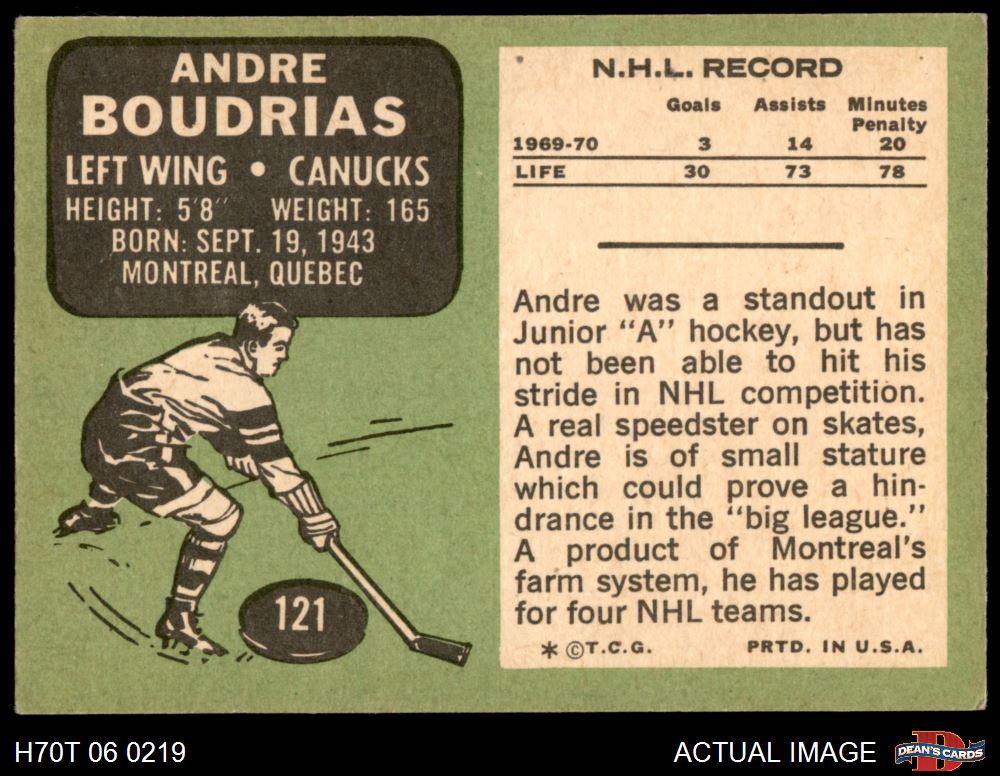 ANDRE
BOUDRIAS
LEFT WING • CANUCKS
HEIGHT: 5'8" WEIGHT: 165
BORN: SEPT. 19, 1943
MONTREAL, QUEBEC
121
N.H.L. RECORD
Goals Assists Minutes Penalty
1969-70 3 14 20
LIFE 30 73 78
Andre was a standout in
Junior "A" hockey, but has
not been able to hit his
stride in NHL competition.
A real speedster on skates,
Andre is of small stature
which could prove a hin-
drance in the "big league."
A product of Montreal's
farm system, he has played
for four NHL teams.
* ©T.C.G. PRTD. IN U.S.A.
H70T 06 0219
ACTUAL IMAGE
D
DEAN'S CARDS